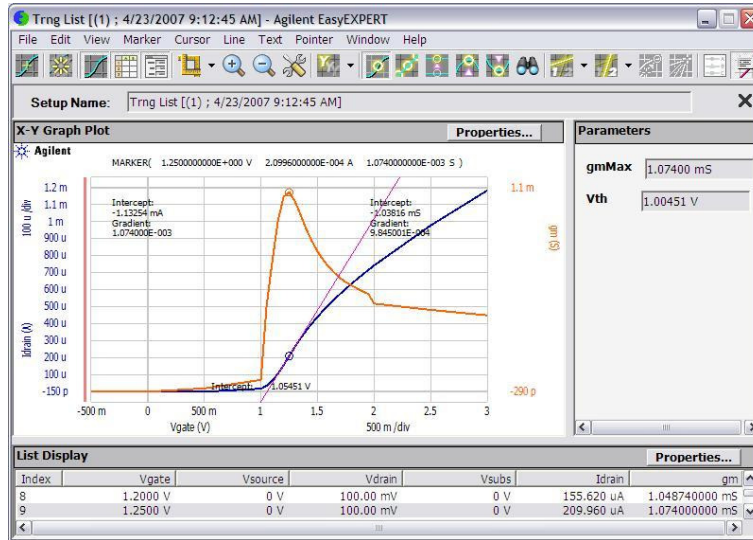 Trng List [(1) ; 4/23/2007 9:12:45 AM] - Agilent EasyEXPERT
File Edit View Marker Cursor Line Text Pointer Window Help
Setup Name: Trng List [(1) ; 4/23/2007 9:12:45 AM]
X-Y Graph Plot Properties...
Agilent
MARKER( 1.2500000000E+000 V 2.0996000000E-004 A 1.0740000000E-003 S )
Intercept:
-1.13254 mA
Gradient:
1.074000E-003
Intercept:
-1.03816 mS
Gradient:
9.845001E-004
Intercept: 1.05451 V
100 u /div
Idrain (A)
1.2 m
1.1 m
1 m
900 u
800 u
700 u
600 u
500 u
400 u
300 u
200 u
100 u
-150 p
1.1 m
gm (S)
-290 p
-500 m 0 500 m 1 1.5 2 2.5 3
Vgate (V) 500 m /div
Parameters
gmMax 1.07400 mS
Vth 1.00451 V
List Display Properties...
Index Vgate Vsource Vdrain Vsubs Idrain gm
8 1.2000 V 0 V 100.00 mV 0 V 155.620 uA 1.048740000 mS
9 1.2500 V 0 V 100.00 mV 0 V 209.960 uA 1.074000000 mS